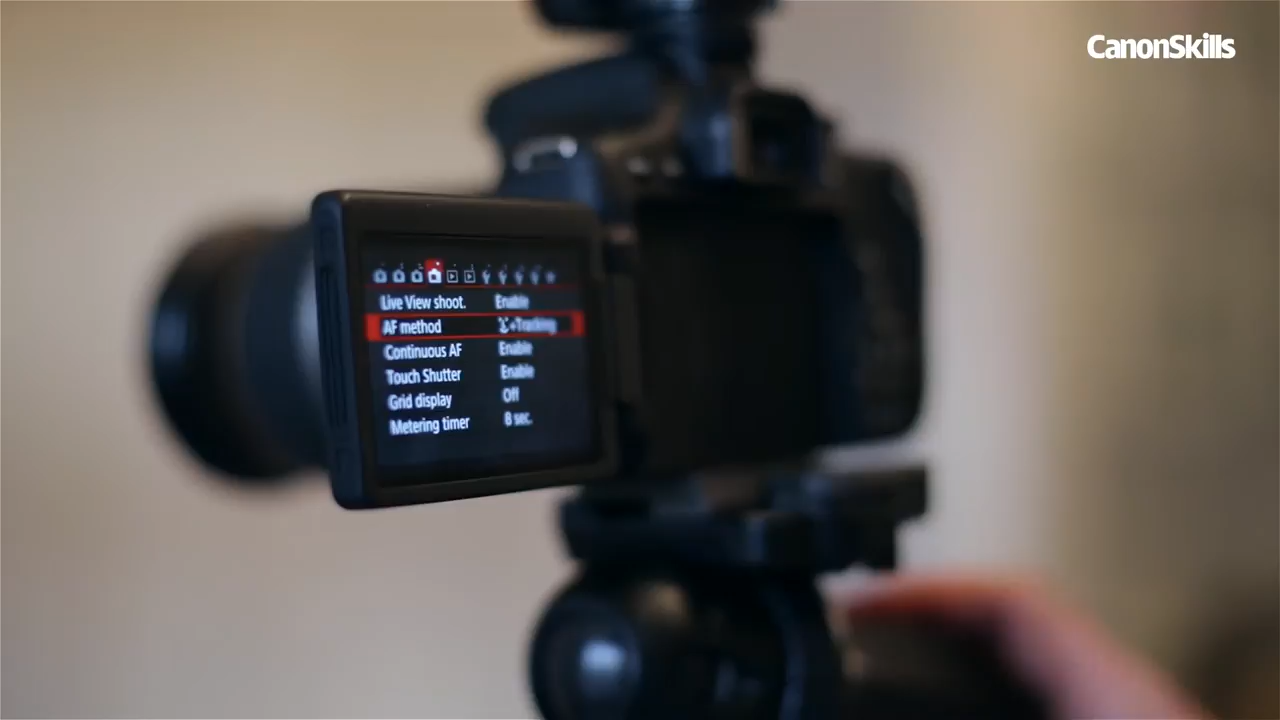 CanonSkills
Live View shoot. Enable
AF method +Tracking
Continuous AF Enable
Touch Shutter Enable
Grid display Off
Metering timer 8 sec.